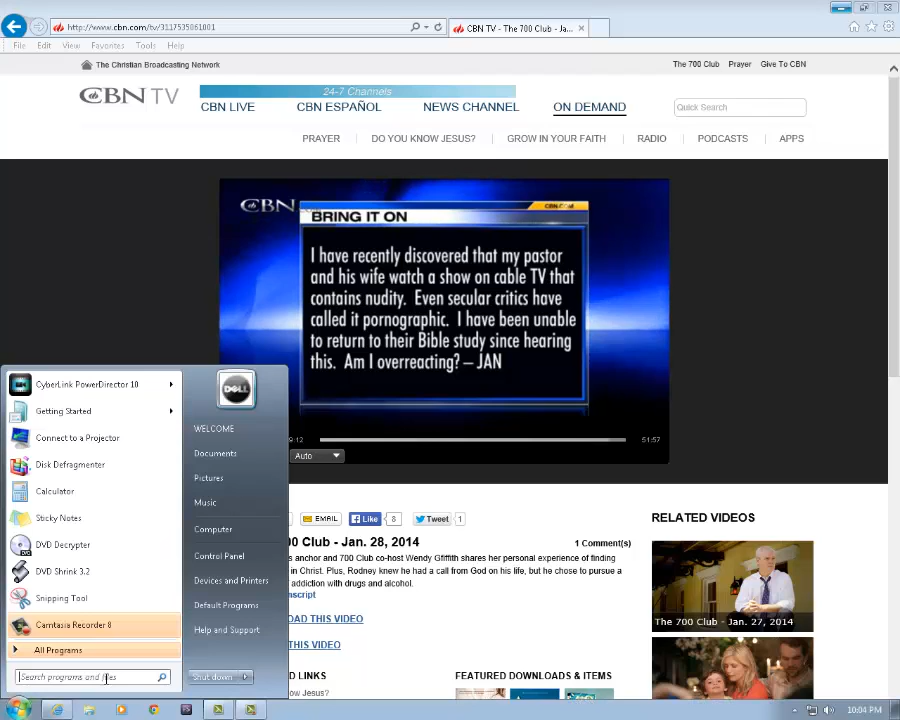 http://www.cbn.com/tv/3117535861001
CBN TV - The 700 Club - Ja...
File Edit View Favorites Tools Help
The Christian Broadcasting Network
The 700 Club Prayer Give To CBN
CBN TV
24-7 Channels
CBN LIVE CBN ESPAÑOL NEWS CHANNEL ON DEMAND
Quick Search
PRAYER DO YOU KNOW JESUS? GROW IN YOUR FAITH RADIO PODCASTS APPS
CBN
CBN.COM
BRING IT ON
I have recently discovered that my pastor
and his wife watch a show on cable TV that
contains nudity. Even secular critics have
called it pornographic. I have been unable
to return to their Bible study since hearing
this. Am I overreacting? – JAN
9:12 51:57
Auto
EMAIL Like 8 Tweet 1
00 Club - Jan. 28, 2014
1 Comment(s)
s anchor and 700 Club co-host Wendy Griffith shares her personal experience of finding
in Christ. Plus, Rodney knew he had a call from God on his life, but he chose to pursue a
addiction with drugs and alcohol.
nscript
OAD THIS VIDEO
THIS VIDEO
D LINKS
now Jesus?
FEATURED DOWNLOADS & ITEMS
RELATED VIDEOS
The 700 Club - Jan. 27, 2014
CyberLink PowerDirector 10
Getting Started
Connect to a Projector
Disk Defragmenter
Calculator
Sticky Notes
DVD Decrypter
DVD Shrink 3.2
Snipping Tool
Camtasia Recorder 8
All Programs
Search programs and files
DELL
WELCOME
Documents
Pictures
Music
Computer
Control Panel
Devices and Printers
Default Programs
Help and Support
Shut down
10:04 PM